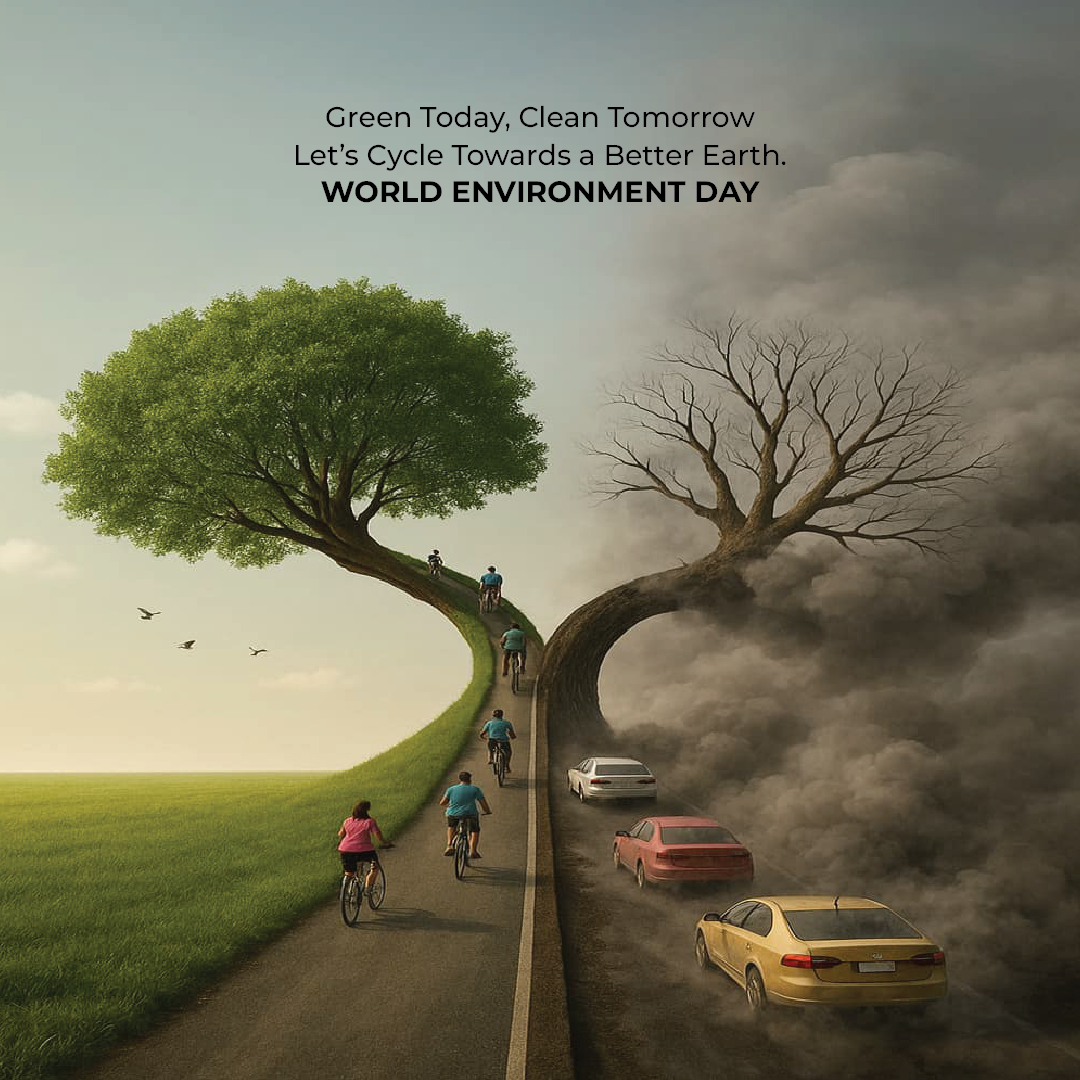 Green Today, Clean Tomorrow
Let’s Cycle Towards a Better Earth.
WORLD ENVIRONMENT DAY